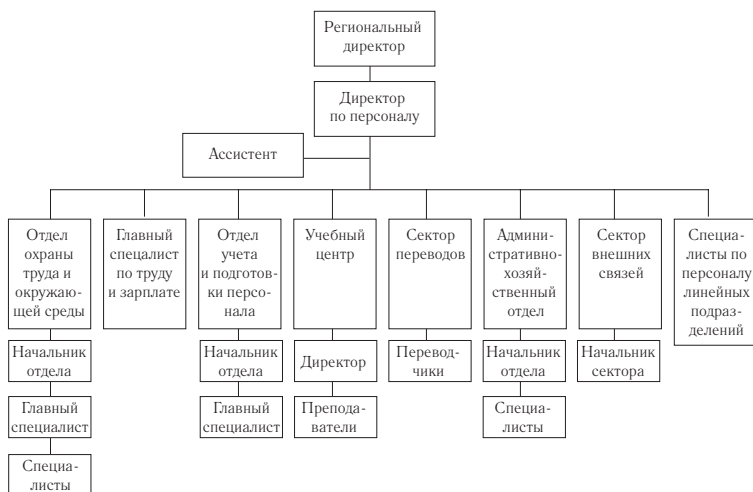 Региональный
директор
Директор
по персоналу
Ассистент
Отдел
охраны
труда и
окружаю-
щей среды
Главный
спецалист
по труду
и зарплате
Отдел
учета
и подготов-
ки персо-
нала
Учебный
центр
Сектор
переводов
Админи-
стративно-
хозяй-
ственный
отдел
Сектор
внешних
связей
Специа-
листы по
персоналу
линейных
подраз-
делений
Начальник
отдела
Начальник
отдела
Директор
Перевод-
чики
Начальник
отдела
Начальник
сектора
Главный
специалист
Главный
специалист
Препода-
ватели
Специа-
листы
Специа-
листы